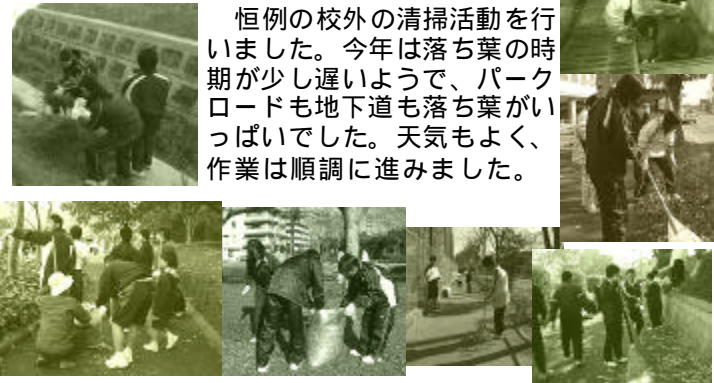 恒例の校外の清掃活動を行
いました。今年は落ち葉の時
期が少し遅いようで、パーク
ロードも地下道も落ち葉がい
っぱいでした。天気もよく、
作業は順調に進みました。